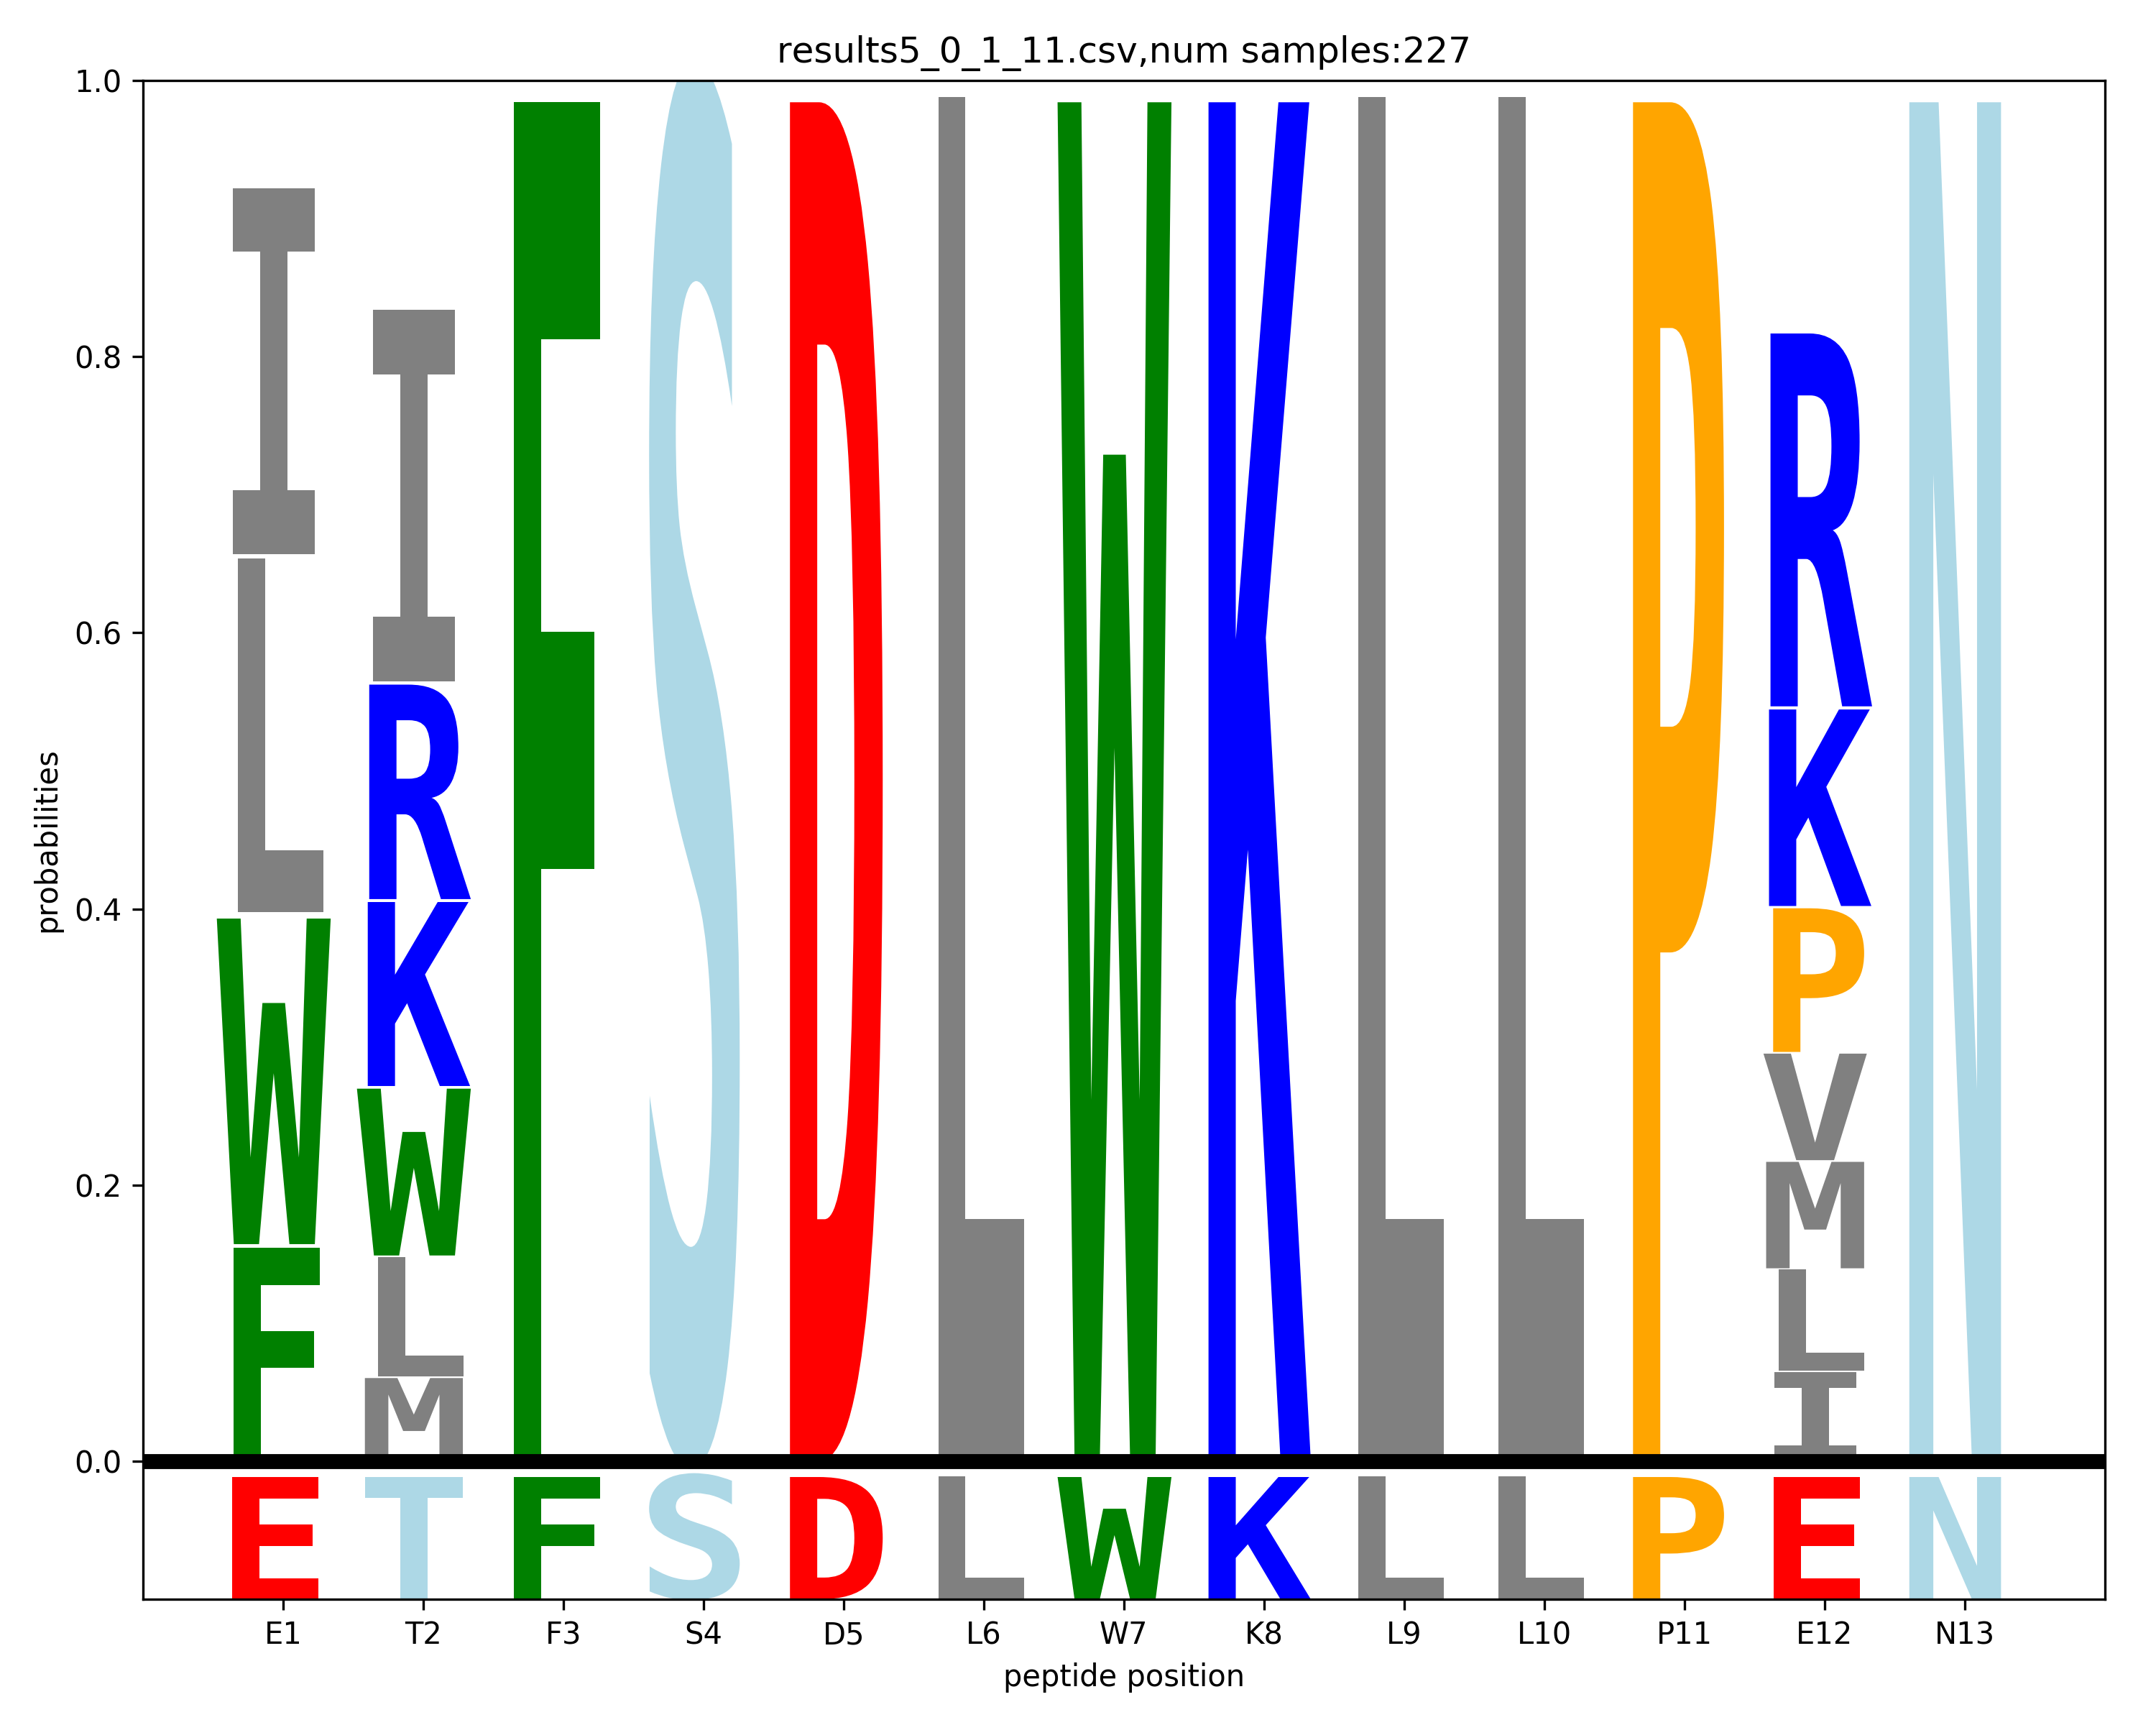 results5_0_1_11.csv,num samples:227
1.0
0.8
0.6
0.4
0.2
0.0
probabilities
I I F S D L W K L L P R N
L R K
W K P
F W V
L M
M L
I
E T F S D L W K L L P E N
E1 T2 F3 S4 D5 L6 W7 K8 L9 L10 P11 E12 N13
peptide position